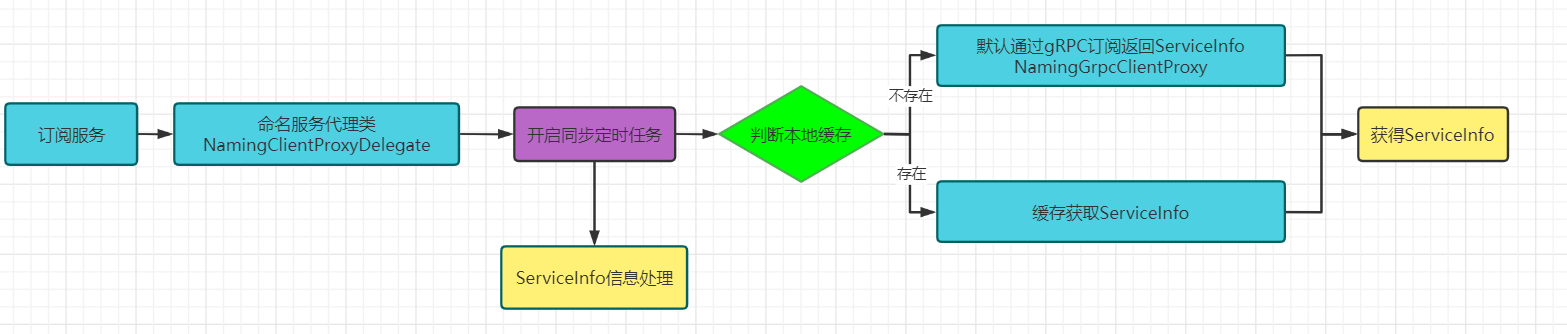 订阅服务
命名服务代理类
NamingClientProxyDelegate
开启同步定时任务
ServiceInfo信息处理
判断本地缓存
不存在
存在
默认通过gRPC订阅返回ServiceInfo
NamingGrpcClientProxy
缓存获取ServiceInfo
获得ServiceInfo